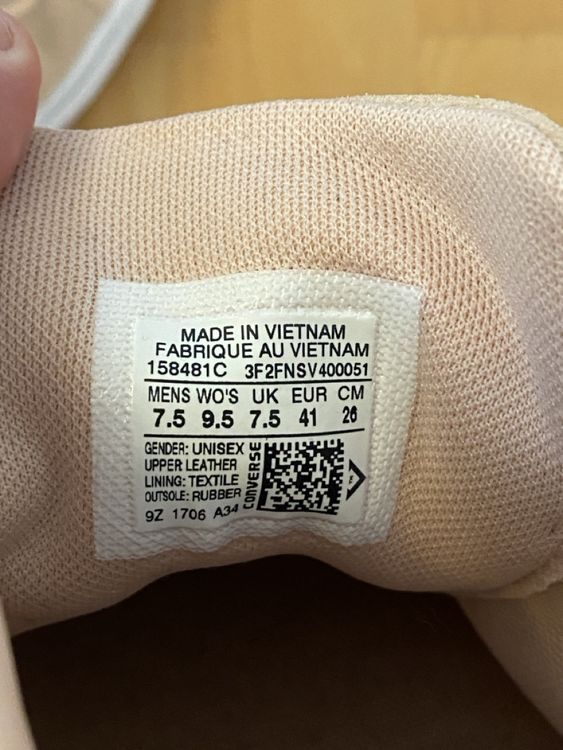 MADE IN VIETNAM
FABRIQUE AU VIETNAM
158481C 3F2FNSV400051
MENS WO'S UK EUR CM
7.5 9.5 7.5 41 26
GENDER: UNISEX
UPPER LEATHER
LINING: TEXTILE
OUTSOLE: RUBBER
9Z 1706 A34
CONVERSE